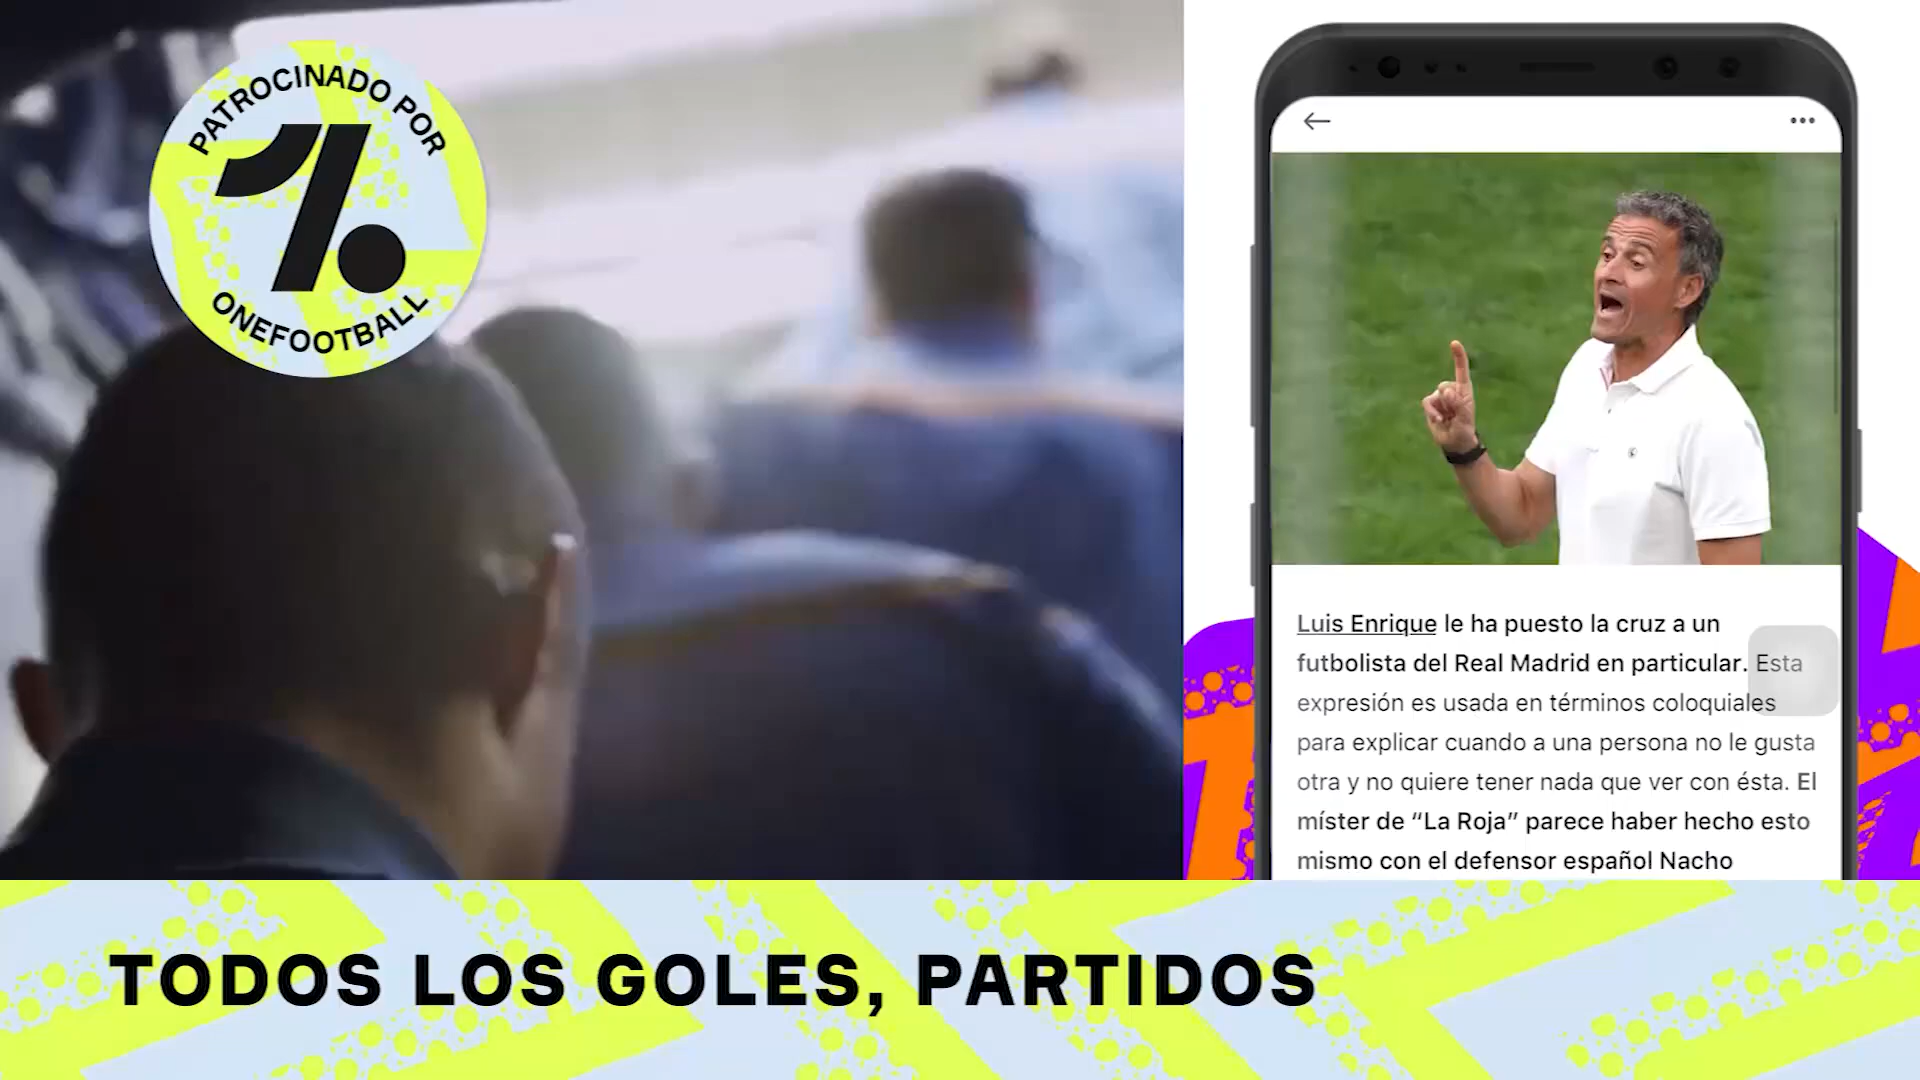 PATROCINADO POR
ONEFOOTBALL
Luis Enrique le ha puesto la cruz a un
futbolista del Real Madrid en particular. Esta
expresión es usada en términos coloquiales
para explicar cuando a una persona no le gusta
otra y no quiere tener nada que ver con ésta. El
míster de “La Roja” parece haber hecho esto
mismo con el defensor español Nacho
TODOS LOS GOLES, PARTIDOS